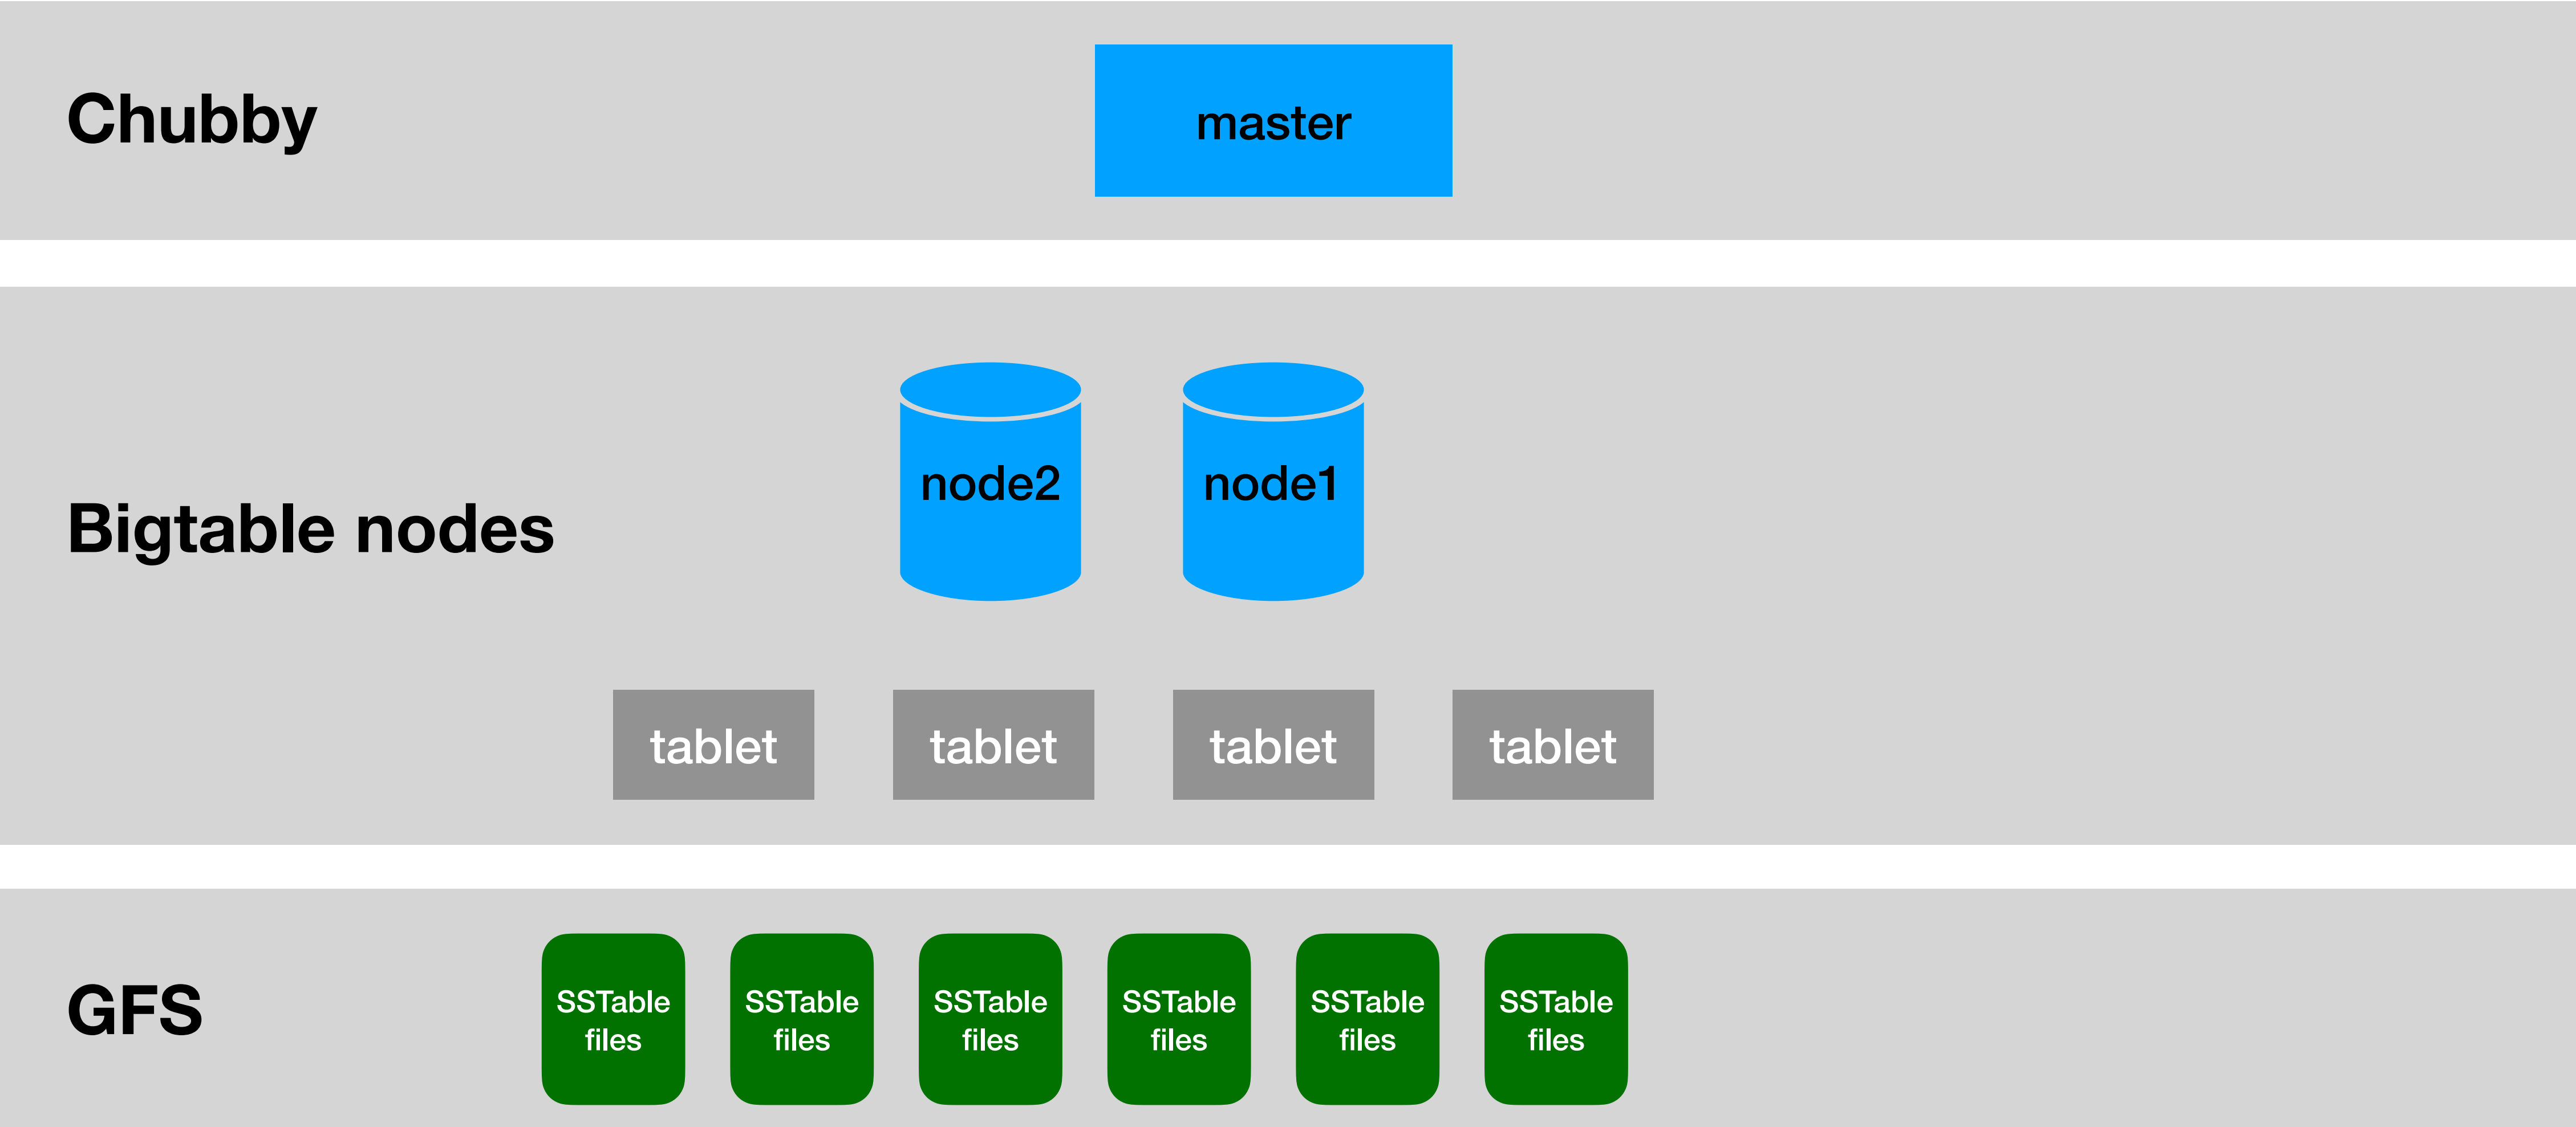 Chubby
master
node2
node1
Bigtable nodes
tablet
tablet
tablet
tablet
GFS
SSTable
files
SSTable
files
SSTable
files
SSTable
files
SSTable
files
SSTable
files